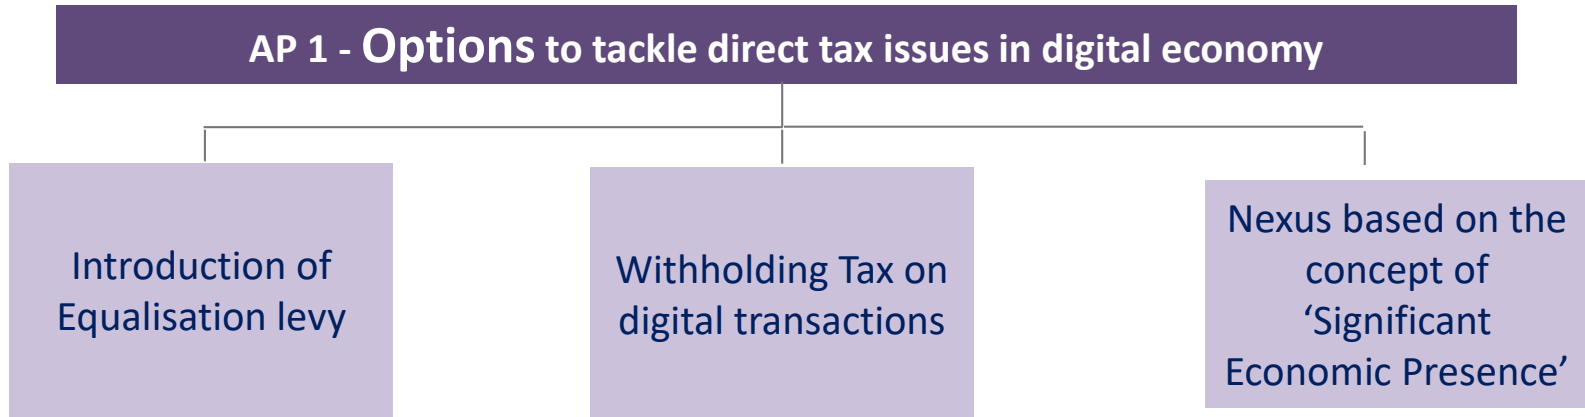 AP 1 - Options to tackle direct tax issues in digital economy
Introduction of
Equalisation levy
Withholding Tax on
digital transactions
Nexus based on the
concept of
‘Significant
Economic Presence’